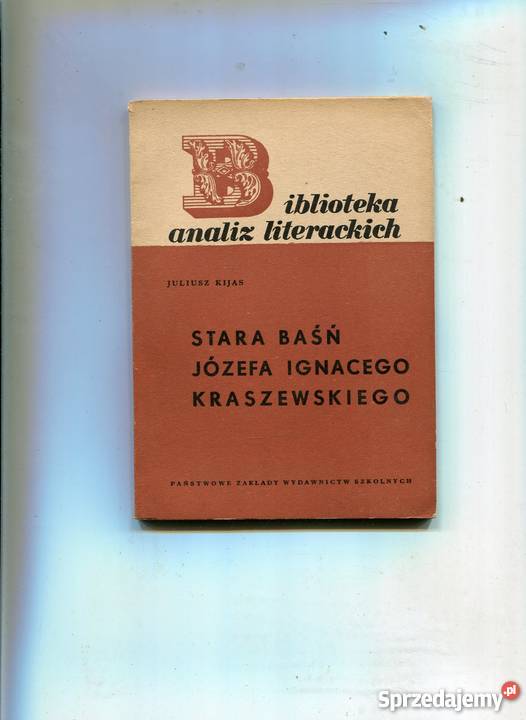 Biblioteka
analiz literackich
JULIUSZ KIJAS
STARA BAŚŃ
JÓZEFA IGNACEGO
KRASZEWSKIEGO
PAŃSTWOWE ZAKŁADY WYDAWNICTW SZKOLNYCH
Sprzedajemy.pl